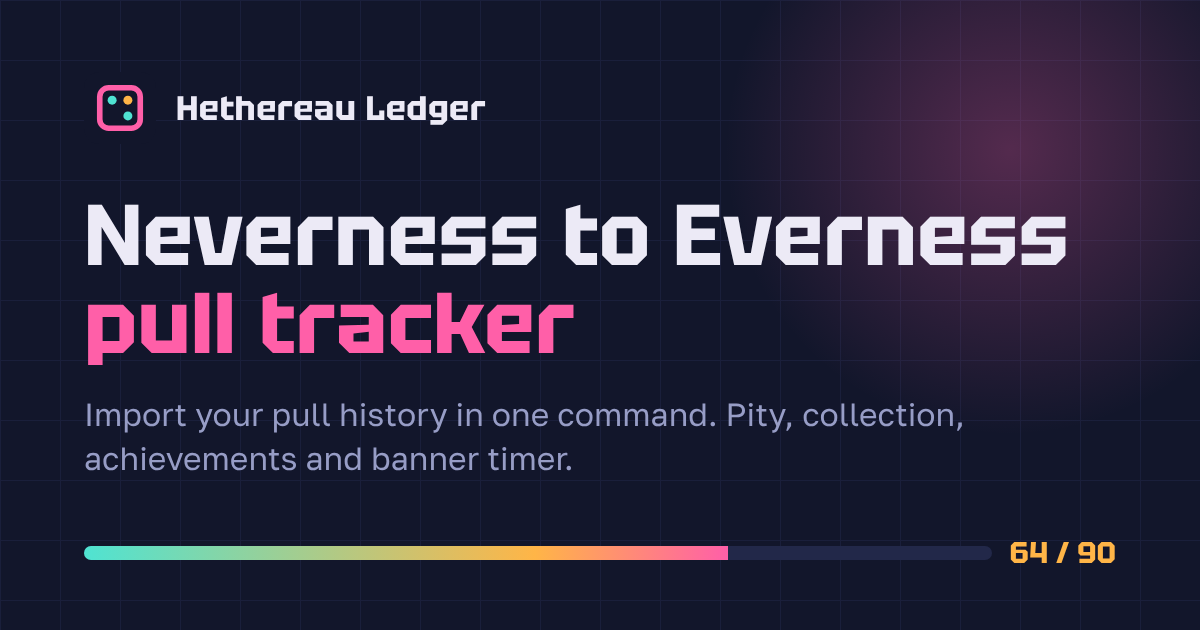 Hethereau Ledger
Neverness to Everness
pull tracker
Import your pull history in one command. Pity, collection,
achievements and banner timer.
64 / 90